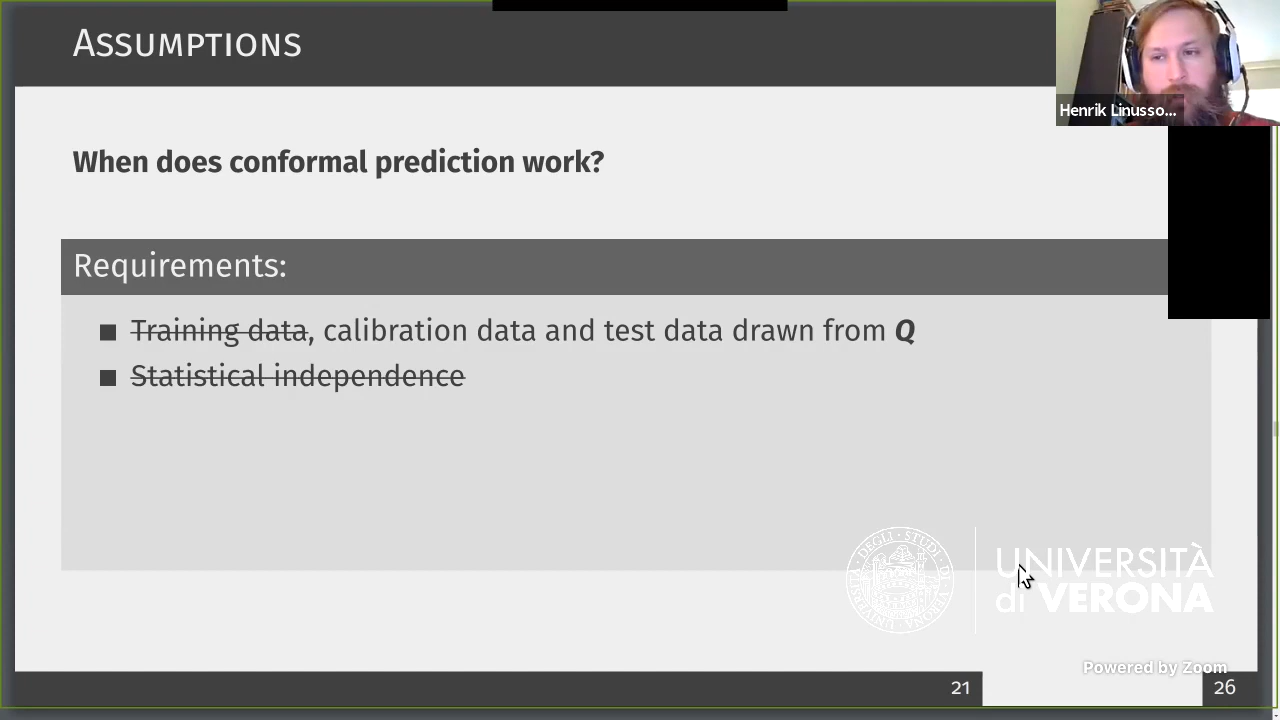 Assumptions
Henrik Linusso...
When does conformal prediction work?
Requirements:
Training data, calibration data and test data drawn from Q
Statistical independence
UNIVERSITÀ
di VERONA
Powered by Zoom
21
26